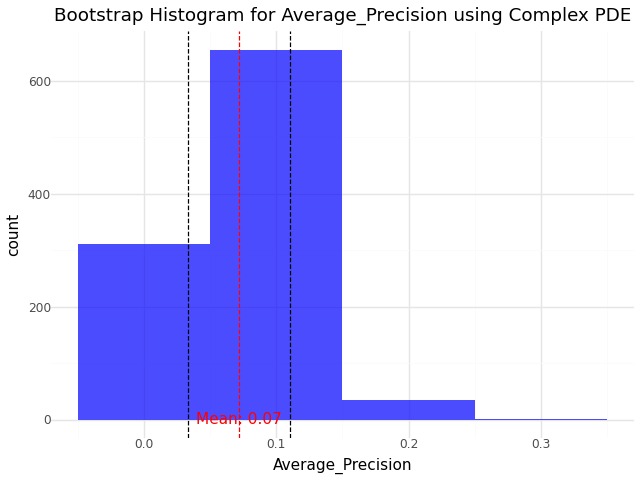 Bootstrap Histogram for Average_Precision using Complex PDE
600
400
200
0
Mean: 0.07
0.0 0.1 0.2 0.3
Average_Precision
count